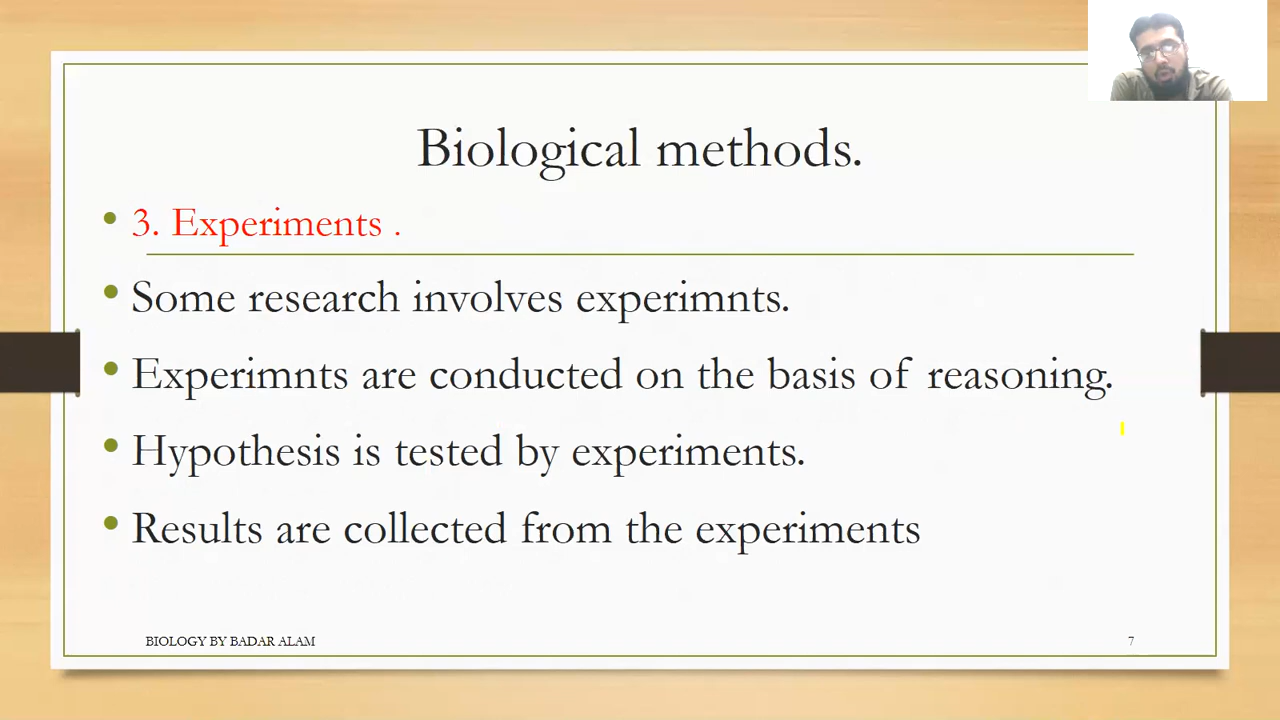 Biological methods.
• 3. Experiments .
• Some research involves experimnts.
• Experimnts are conducted on the basis of reasoning.
• Hypothesis is tested by experiments.
• Results are collected from the experiments
BIOLOGY BY BADAR ALAM
7